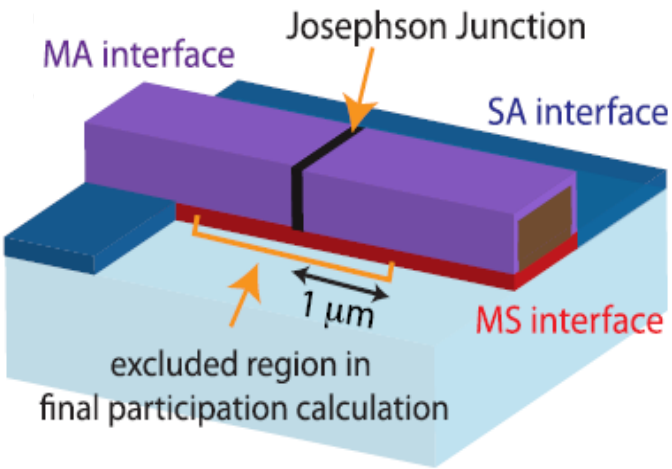 Josephson Junction
MA interface
SA interface
1 μm
MS interface
excluded region in
final participation calculation